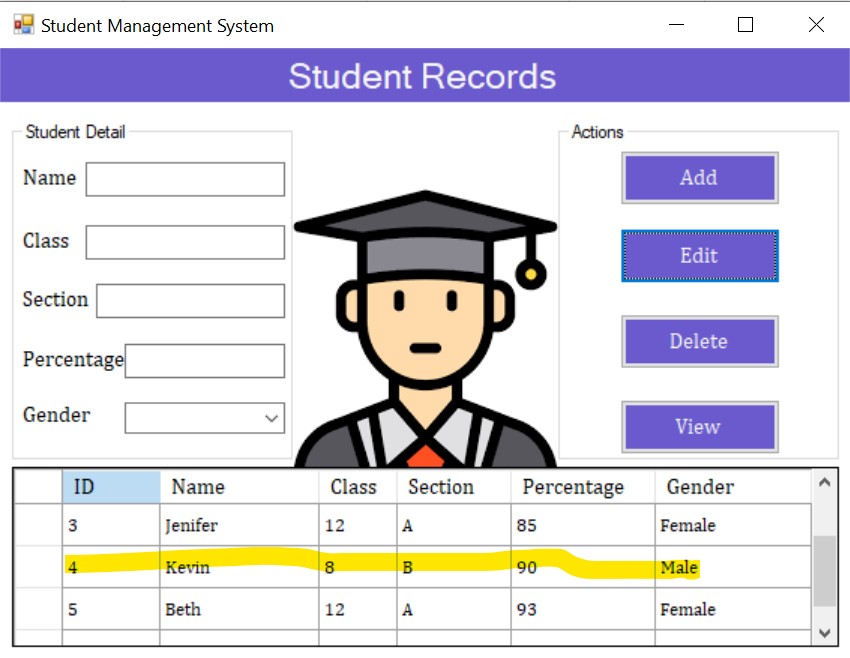 Student Management System
Student Records
Student Detail
Name
Class
Section
Percentage
Gender
Actions
Add
Edit
Delete
View
ID Name Class Section Percentage Gender
3 Jenifer 12 A 85 Female
4 Kevin 8 B 90 Male
5 Beth 12 A 93 Female